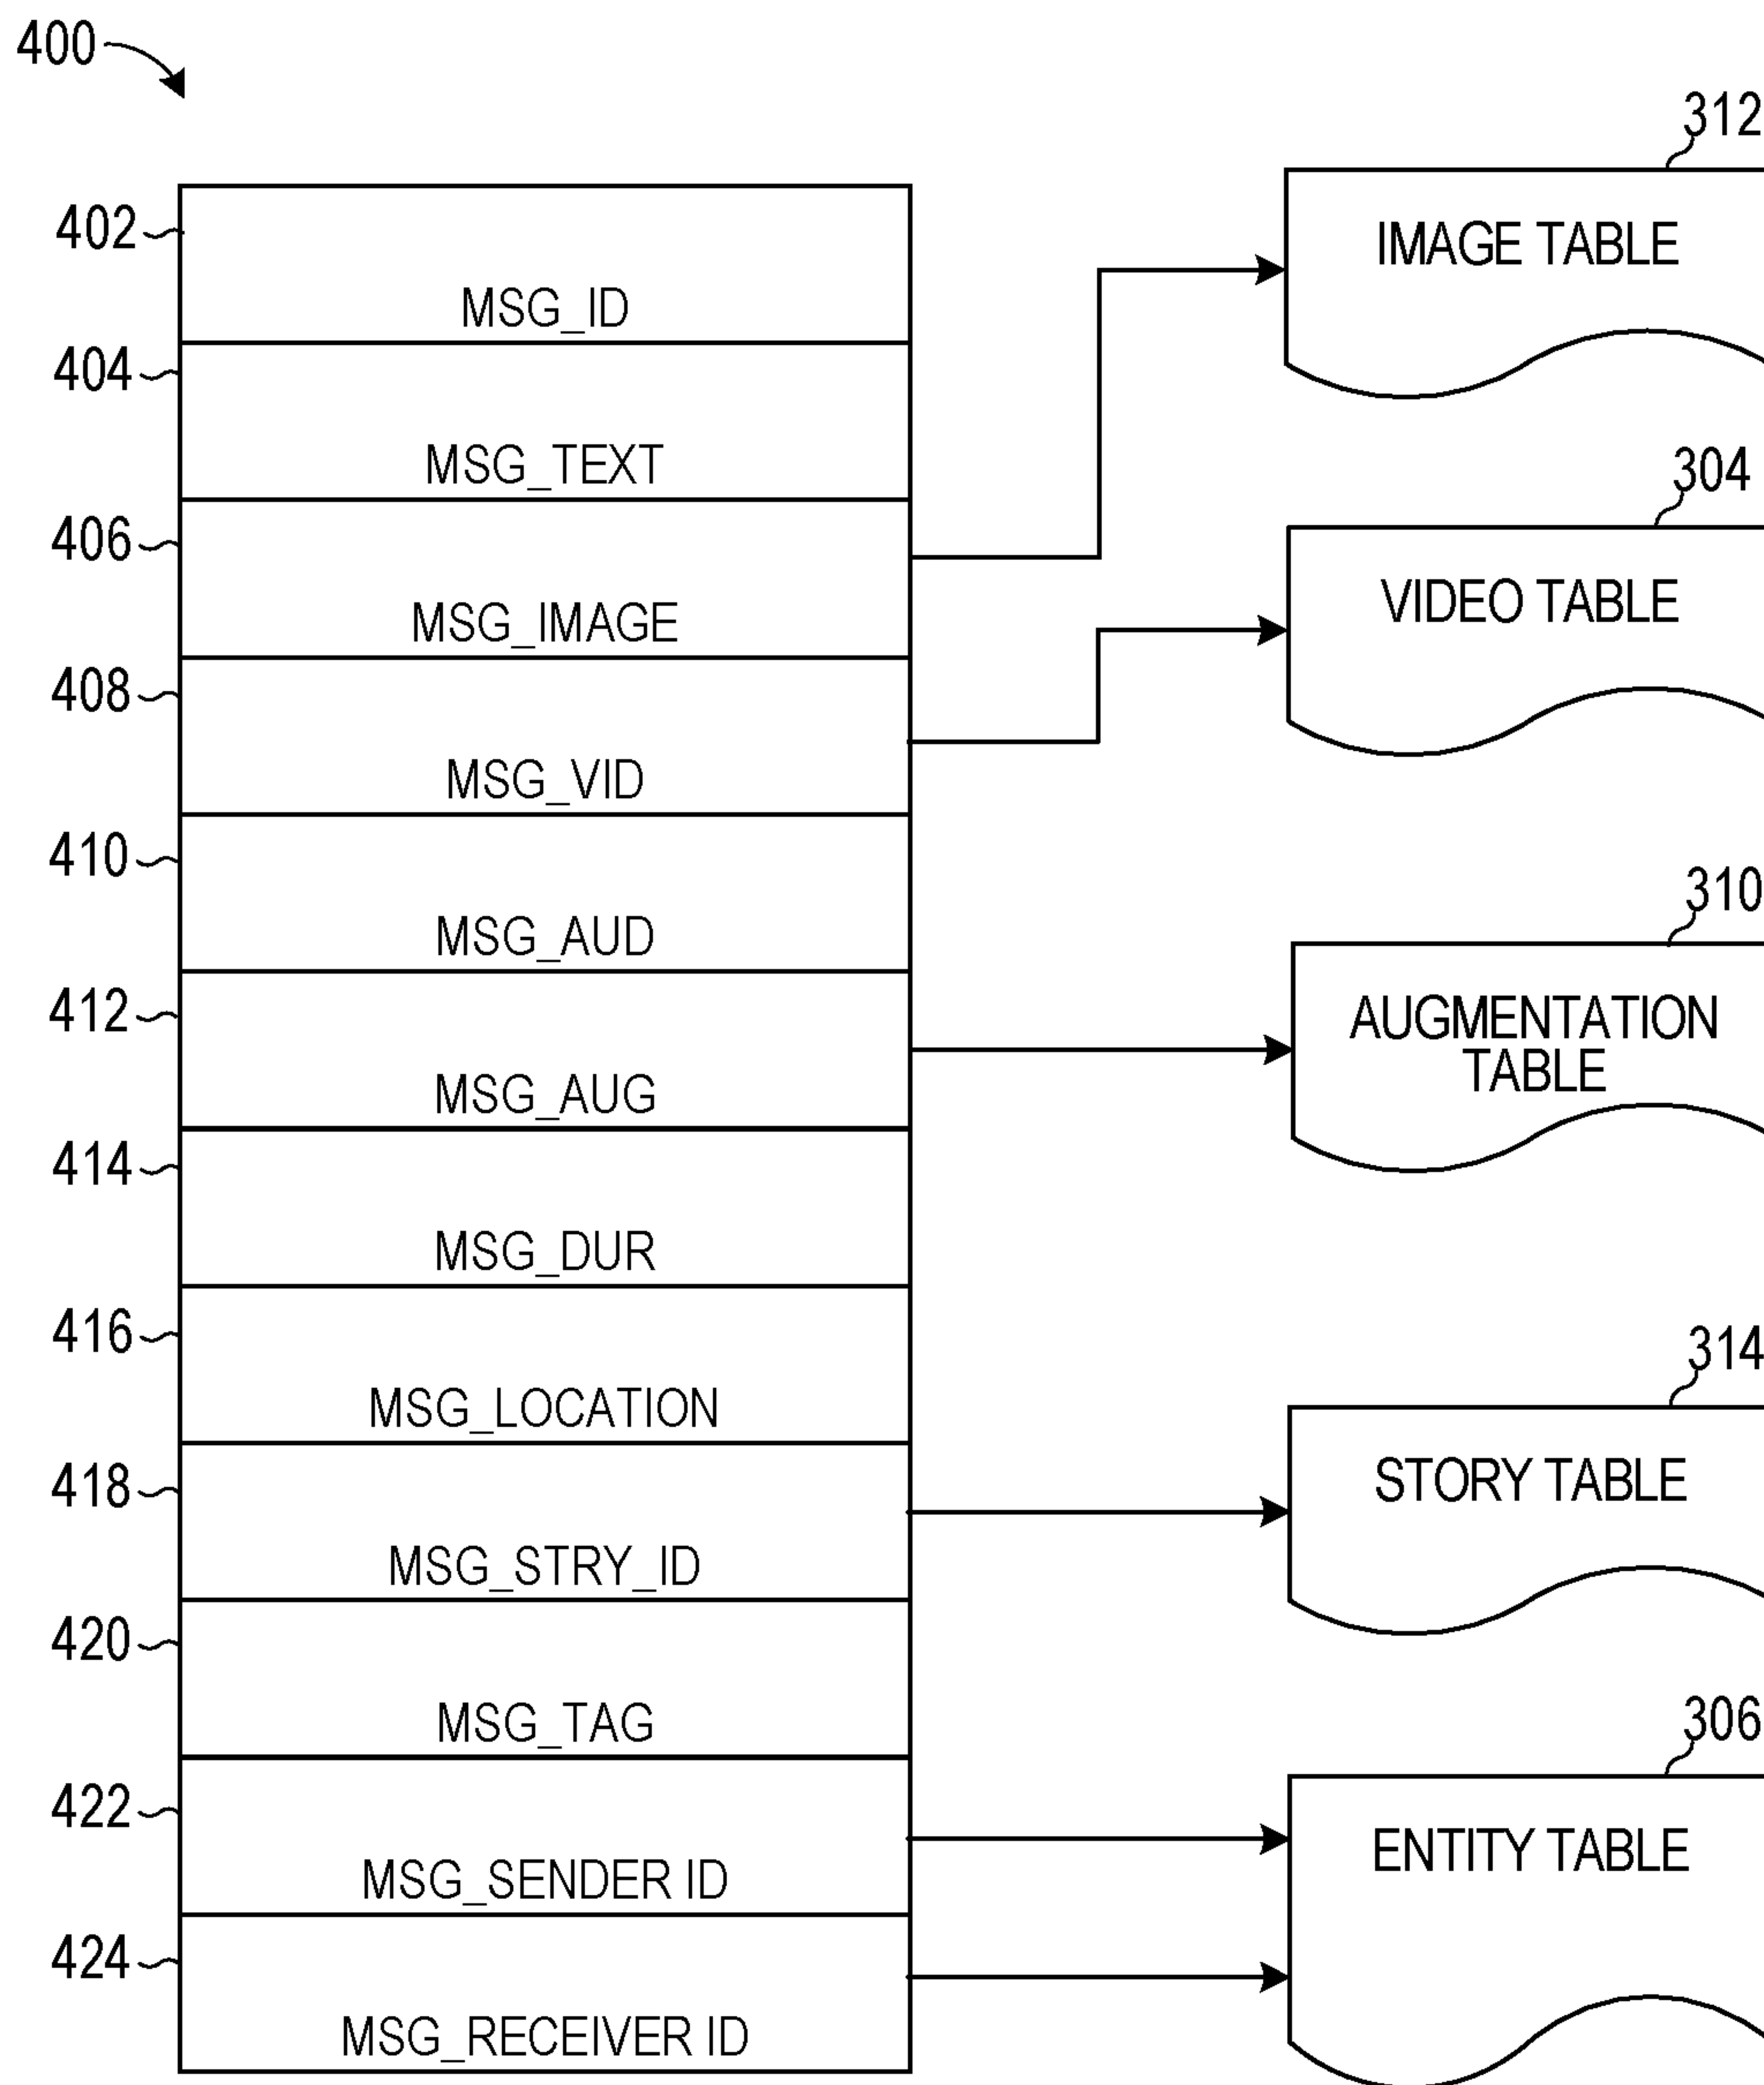 400
312
402
IMAGE TABLE
MSG_ID
404
MSG_TEXT
304
406
VIDEO TABLE
MSG_IMAGE
408
MSG_VID
410
310
MSG_AUD
412
AUGMENTATION
TABLE
MSG_AUG
414
MSG_DUR
416
314
MSG_LOCATION
418
STORY TABLE
MSG_STRY_ID
420
MSG_TAG
306
422
ENTITY TABLE
MSG_SENDER ID
424
MSG_RECEIVER ID